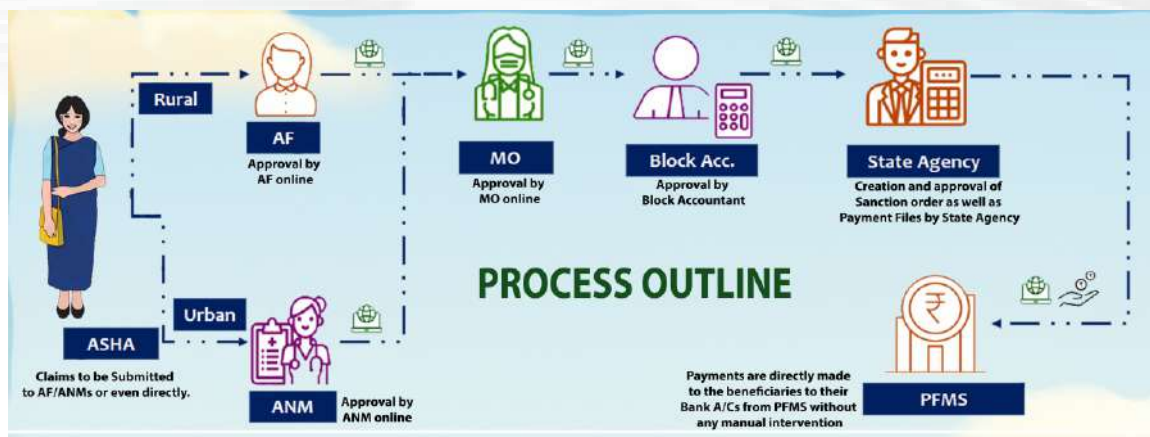 Rural
AF
Approval by
AF online
MO
Approval by
MO online
Block Acc.
Approval by
Block Accountant
State Agency
Creation and approval of
Sanction order as well as
Payment Files by State Agency
PROCESS OUTLINE
Urban
ASHA
Claims to be Submitted
to AF/ANMs or even directly.
ANM
Approval by
ANM online
₹
PFMS
Payments are directly made
to the beneficiaries to their
Bank A/Cs from PFMS without
any manual intervention